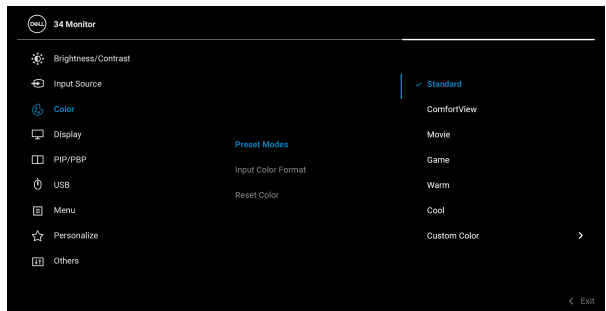 DELL 34 Monitor
Brightness/Contrast
Input Source
Color
Display
PIP/PBP
USB
Menu
Personalize
Others
Preset Modes
Input Color Format
Reset Color
Standard
ComfortView
Movie
Game
Warm
Cool
Custom Color
Exit